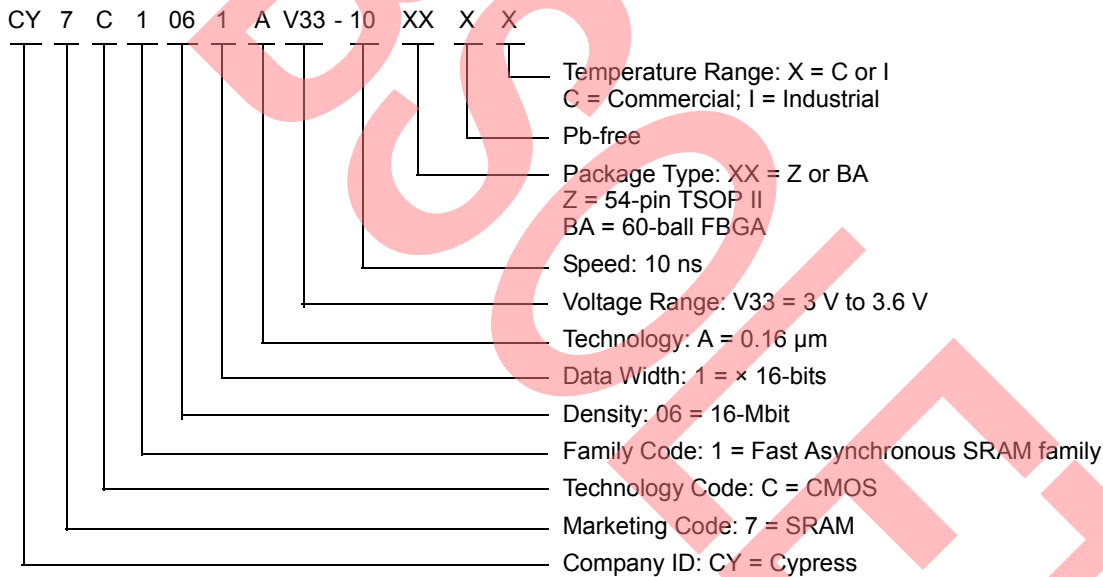 CY 7 C 1 06 1 A V33 - 10 XX X X
Temperature Range: X = C or I
C = Commercial; I = Industrial
Pb-free
Package Type: XX = Z or BA
Z = 54-pin TSOP II
BA = 60-ball FBGA
Speed: 10 ns
Voltage Range: V33 = 3 V to 3.6 V
Technology: A = 0.16 µm
Data Width: 1 = × 16-bits
Density: 06 = 16-Mbit
Family Code: 1 = Fast Asynchronous SRAM family
Technology Code: C = CMOS
Marketing Code: 7 = SRAM
Company ID: CY = Cypress